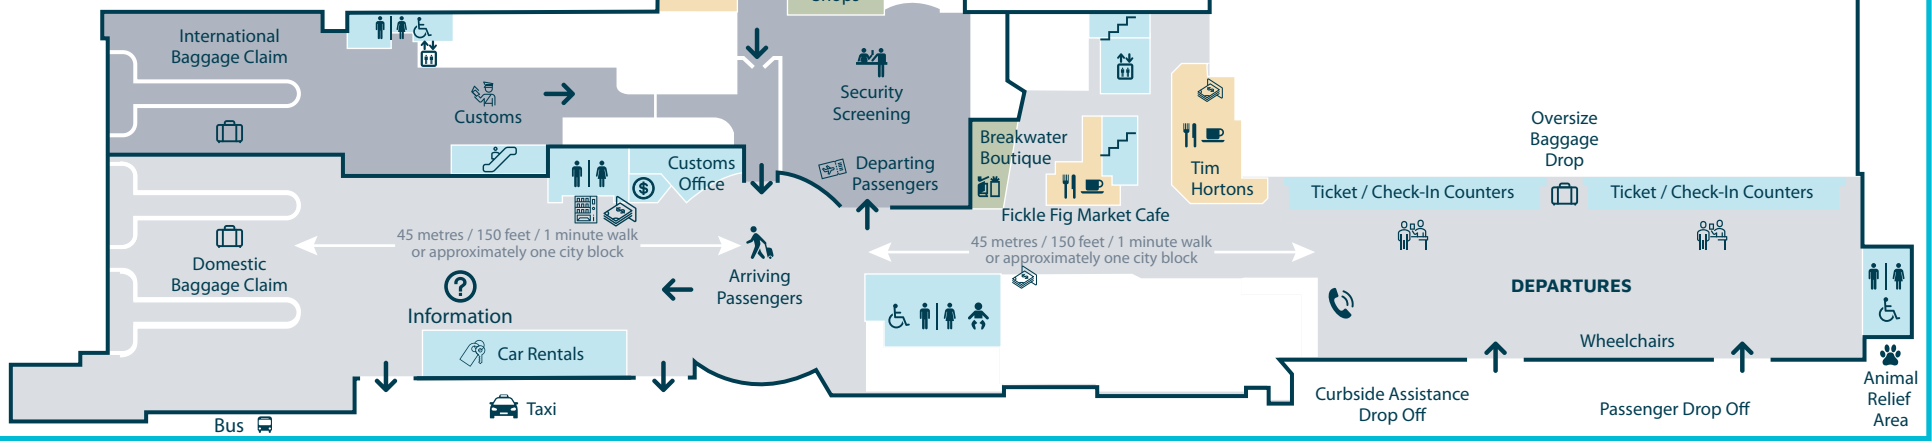 Shops
International
Baggage Claim
Customs
Security
Screening
Departing
Passengers
Breakwater
Boutique
Customs
Office
$
Tim
Hortons
Fickle Fig Market Cafe
Oversize
Baggage
Drop
Ticket / Check-In Counters
Ticket / Check-In Counters
45 metres / 150 feet / 1 minute walk
or approximately one city block
45 metres / 150 feet / 1 minute walk
or approximately one city block
Domestic
Baggage Claim
?
Information
Arriving
Passengers
DEPARTURES
Wheelchairs
Car Rentals
Taxi
Bus
Curbside Assistance
Drop Off
Passenger Drop Off
Animal
Relief
Area